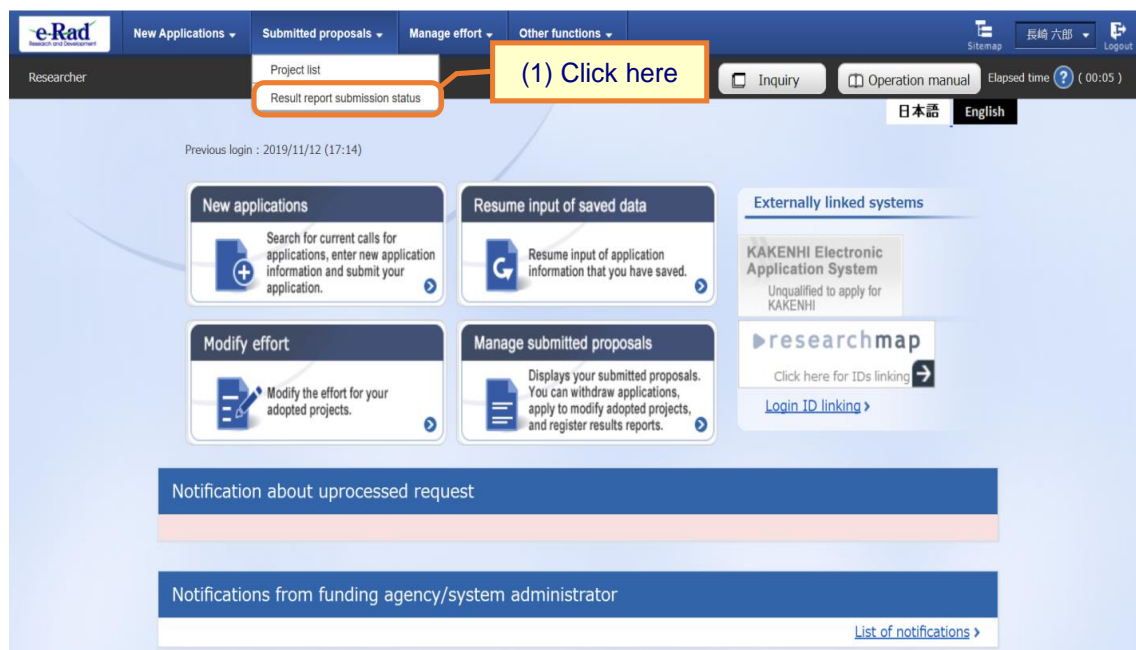 e-Rad
Research and Development
New Applications
Submitted proposals
Manage effort
Other functions
Sitemap
長崎 六郎
Logout
Researcher
Project list
Result report submission status
(1) Click here
Inquiry
Operation manual
Elapsed time ? ( 00:05 )
日本語
English
Previous login : 2019/11/12 (17:14)
New applications
Search for current calls for
applications, enter new application
information and submit your
application.
Resume input of saved data
Resume input of application
information that you have saved.
Externally linked systems
KAKENHI Electronic
Application System
Unqualified to apply for
KAKENHI
Modify effort
Modify the effort for your
adopted projects.
Manage submitted proposals
Displays your submitted proposals.
You can withdraw applications,
apply to modify adopted projects,
and register results reports.
researchmap
Click here for IDs linking
Login ID linking
Notification about uprocessed request
Notifications from funding agency/system administrator
List of notifications